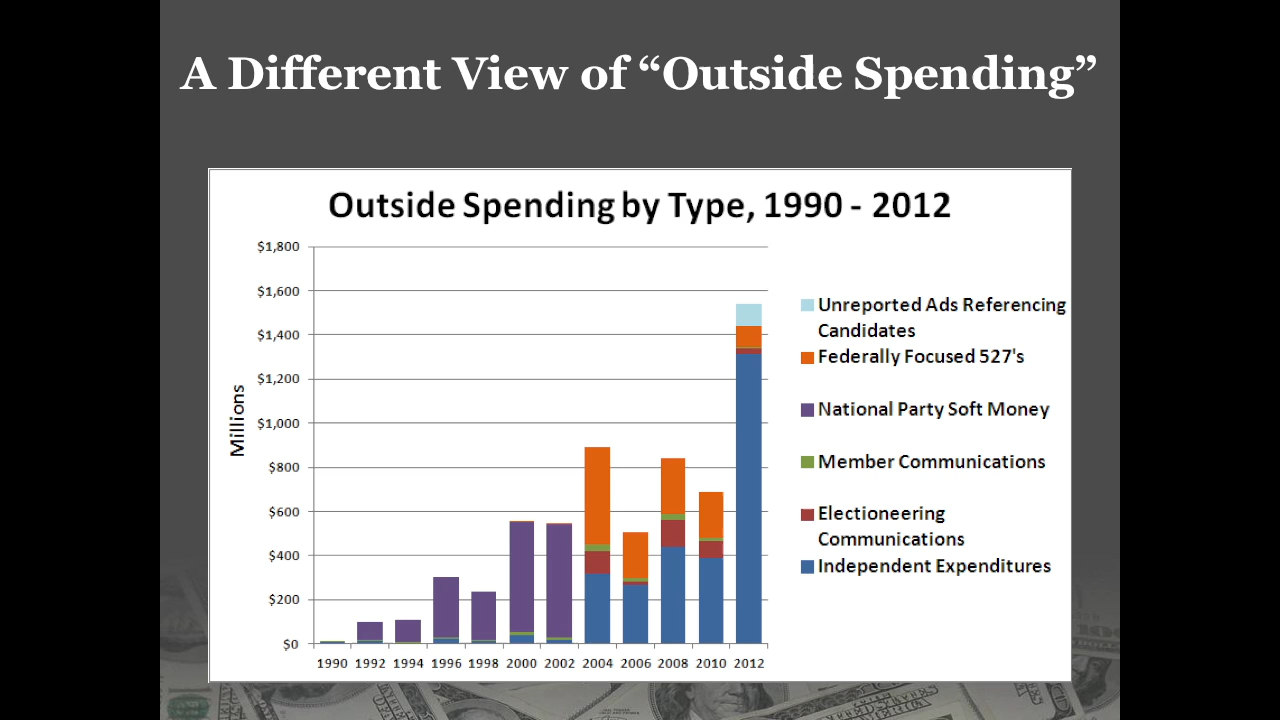 A Different View of “Outside Spending”
Outside Spending by Type, 1990 - 2012
Millions
$1,800
$1,600
$1,400
$1,200
$1,000
$800
$600
$400
$200
$0
1990 1992 1994 1996 1998 2000 2002 2004 2006 2008 2010 2012
Unreported Ads Referencing
Candidates
Federally Focused 527's
National Party Soft Money
Member Communications
Electioneering
Communications
Independent Expenditures